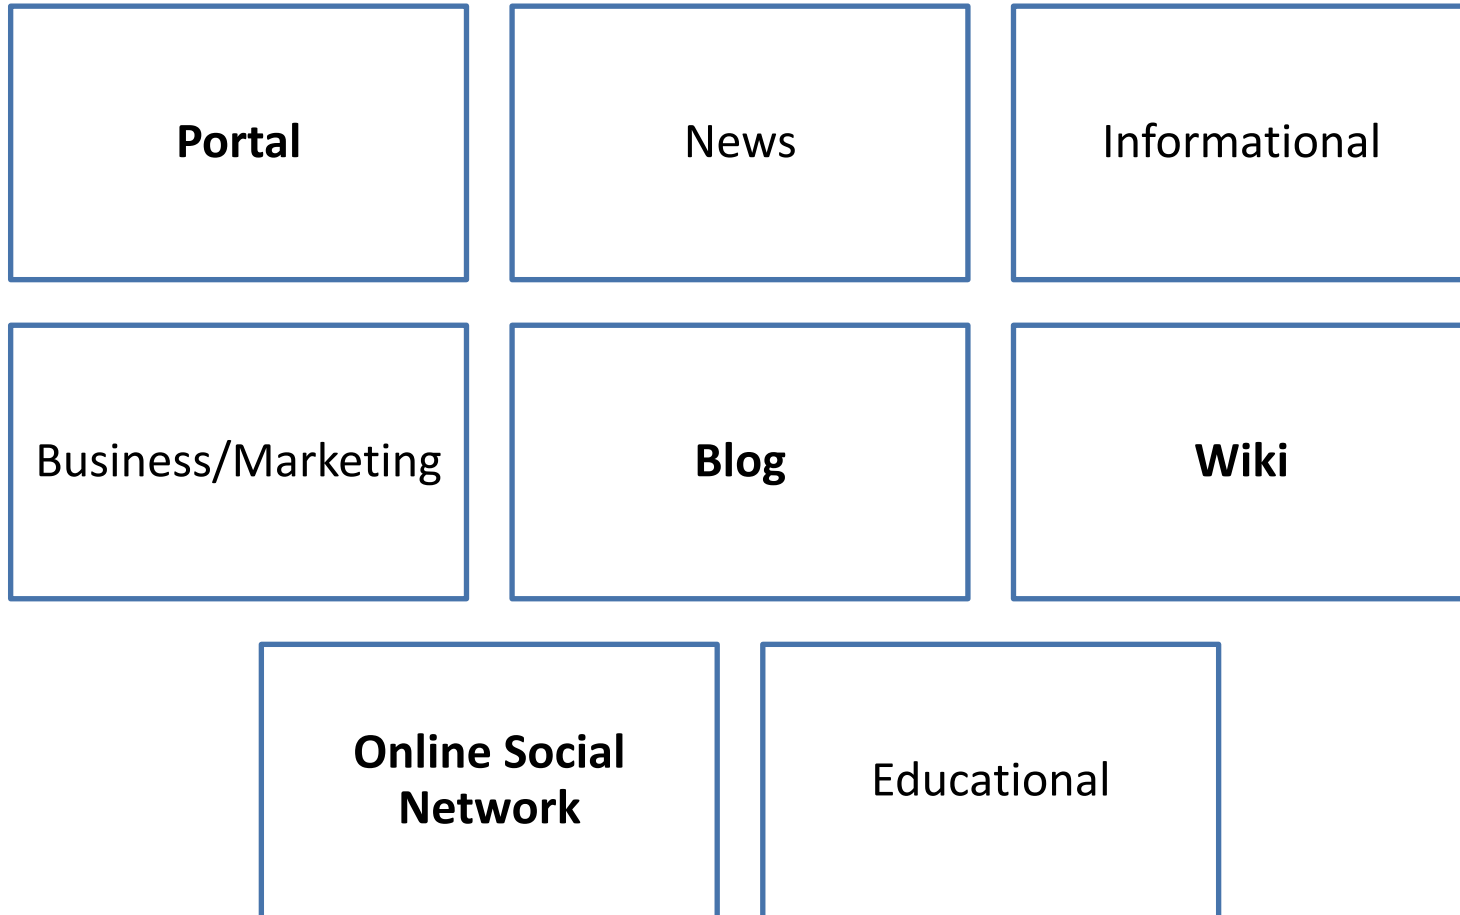 Portal
News
Informational
Business/Marketing
Blog
Wiki
Online Social
Network
Educational